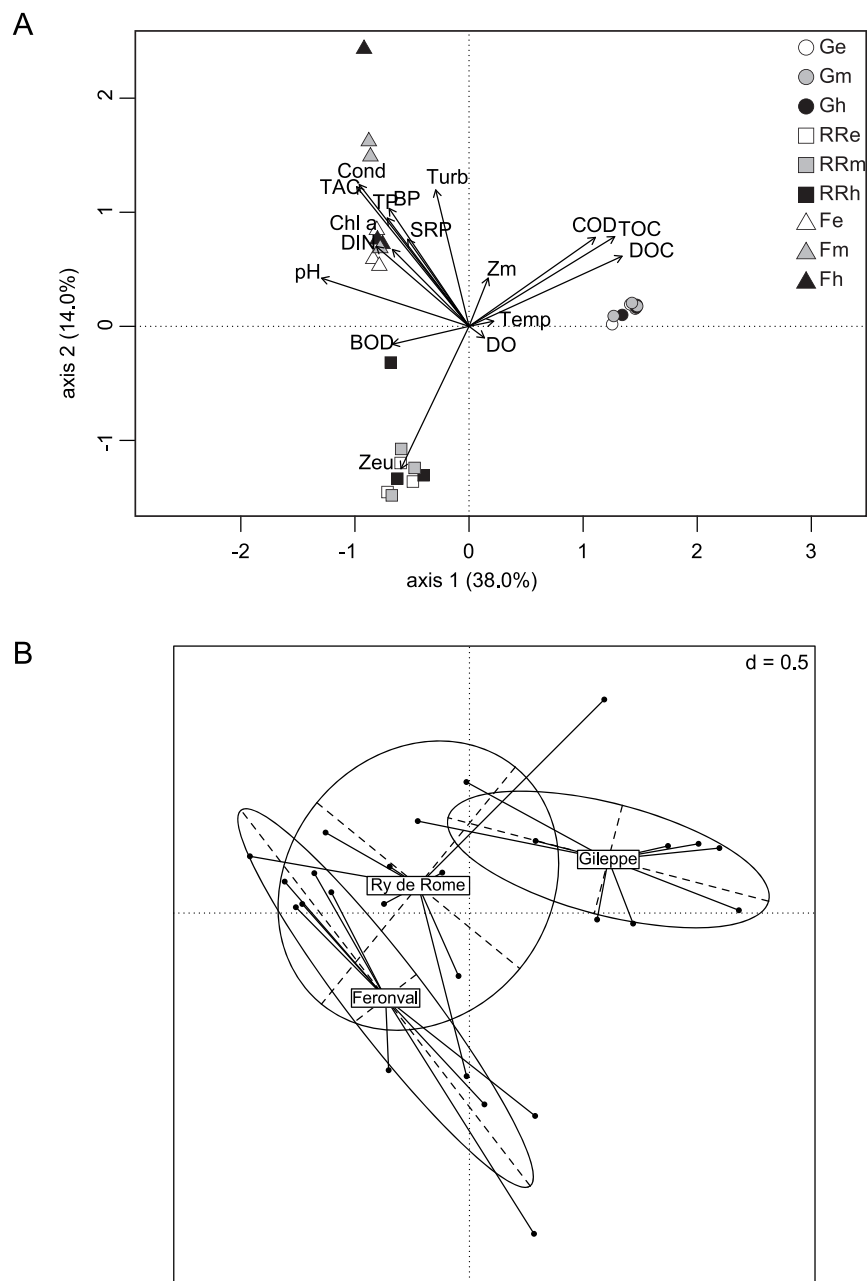 A
Ge
Gm
Gh
RRe
RRm
RRh
Fe
Fm
Fh
Cond
TAC
TP
BP
Turb
Chl a
SRP
DIN
COD
TOC
DOC
pH
Zm
Temp
BOD
DO
Zeu
2
1
0
-1
axis 2 (14.0%)
-2
-1
0
1
2
3
axis 1 (38.0%)
B
d = 0.5
Gileppe
Ry de Rome
Feronval